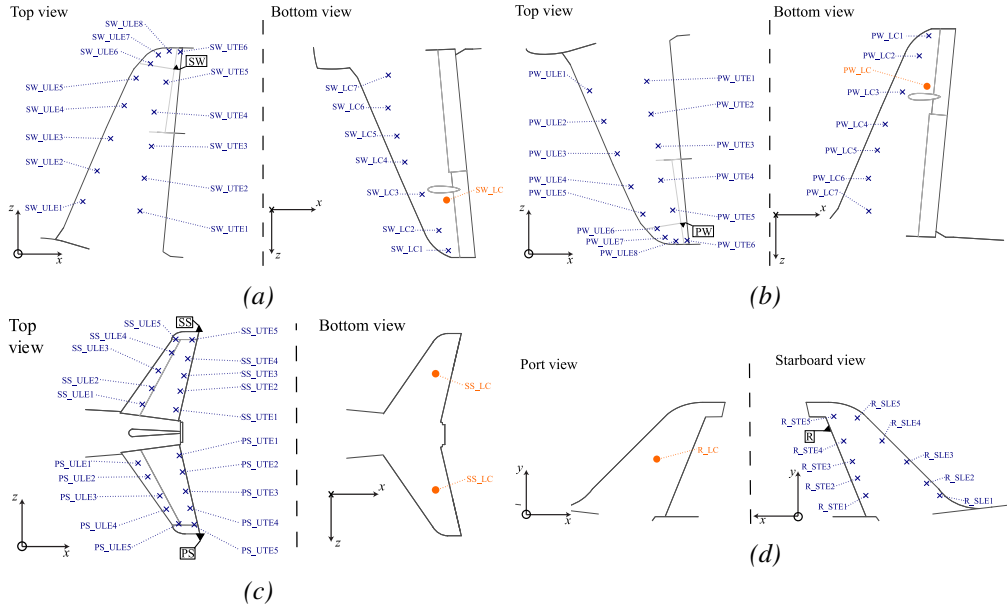 Top view
SW_ULE8
SW_ULE7
SW_ULE6
SW_ULE5
SW_ULE4
SW_ULE3
SW_ULE2
SW_ULE1
SW_UTE6
SW
SW_UTE5
SW_UTE4
SW_UTE3
SW_UTE2
SW_UTE1
z
x
Bottom view
SW_LC7
SW_LC6
SW_LC5
SW_LC4
SW_LC3
SW_LC
SW_LC2
SW_LC1
x
z
(a)
Top view
PW_ULE1
PW_ULE2
PW_ULE3
PW_ULE4
PW_ULE5
PW_ULE6
PW_ULE7
PW_ULE8
PW_UTE1
PW_UTE2
PW_UTE3
PW_UTE4
PW_UTE5
PW
PW_UTE6
z
x
Bottom view
PW_LC1
PW_LC2
PW_LC
PW_LC3
PW_LC4
PW_LC5
PW_LC6
PW_LC7
x
z
(b)
Top
view
SS_ULE5
SS_ULE4
SS_ULE3
SS_ULE2
SS_ULE1
SS
SS_UTE5
SS_UTE4
SS_UTE3
SS_UTE2
SS_UTE1
PS_UTE1
PS_UTE2
PS_UTE3
PS_UTE4
PS_UTE5
PS_ULE1
PS_ULE2
PS_ULE3
PS_ULE4
PS_ULE5
PS
z
x
Bottom view
SS_LC
SS_LC
x
z
(c)
Port view
R_LC
y
x
Starboard view
R_STE5
R
R_STE4
R_STE3
R_STE2
R_STE1
R_SLE5
R_SLE4
R_SLE3
R_SLE2
R_SLE1
y
x
(d)